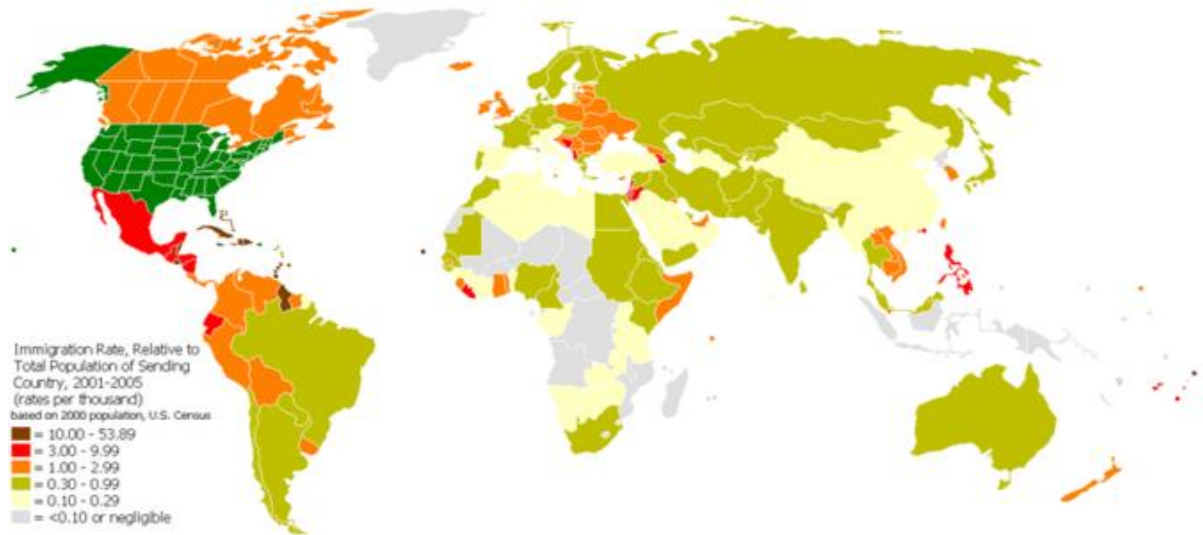 Immigration Rate, Relative to
Total Population of Sending
Country, 2001-2005
(rates per thousand)
based on 2000 population, U.S. Census
= 10.00 - 53.89
= 3.00 - 9.99
= 1.00 - 2.99
= 0.30 - 0.99
= 0.10 - 0.29
= <0.10 or negligible